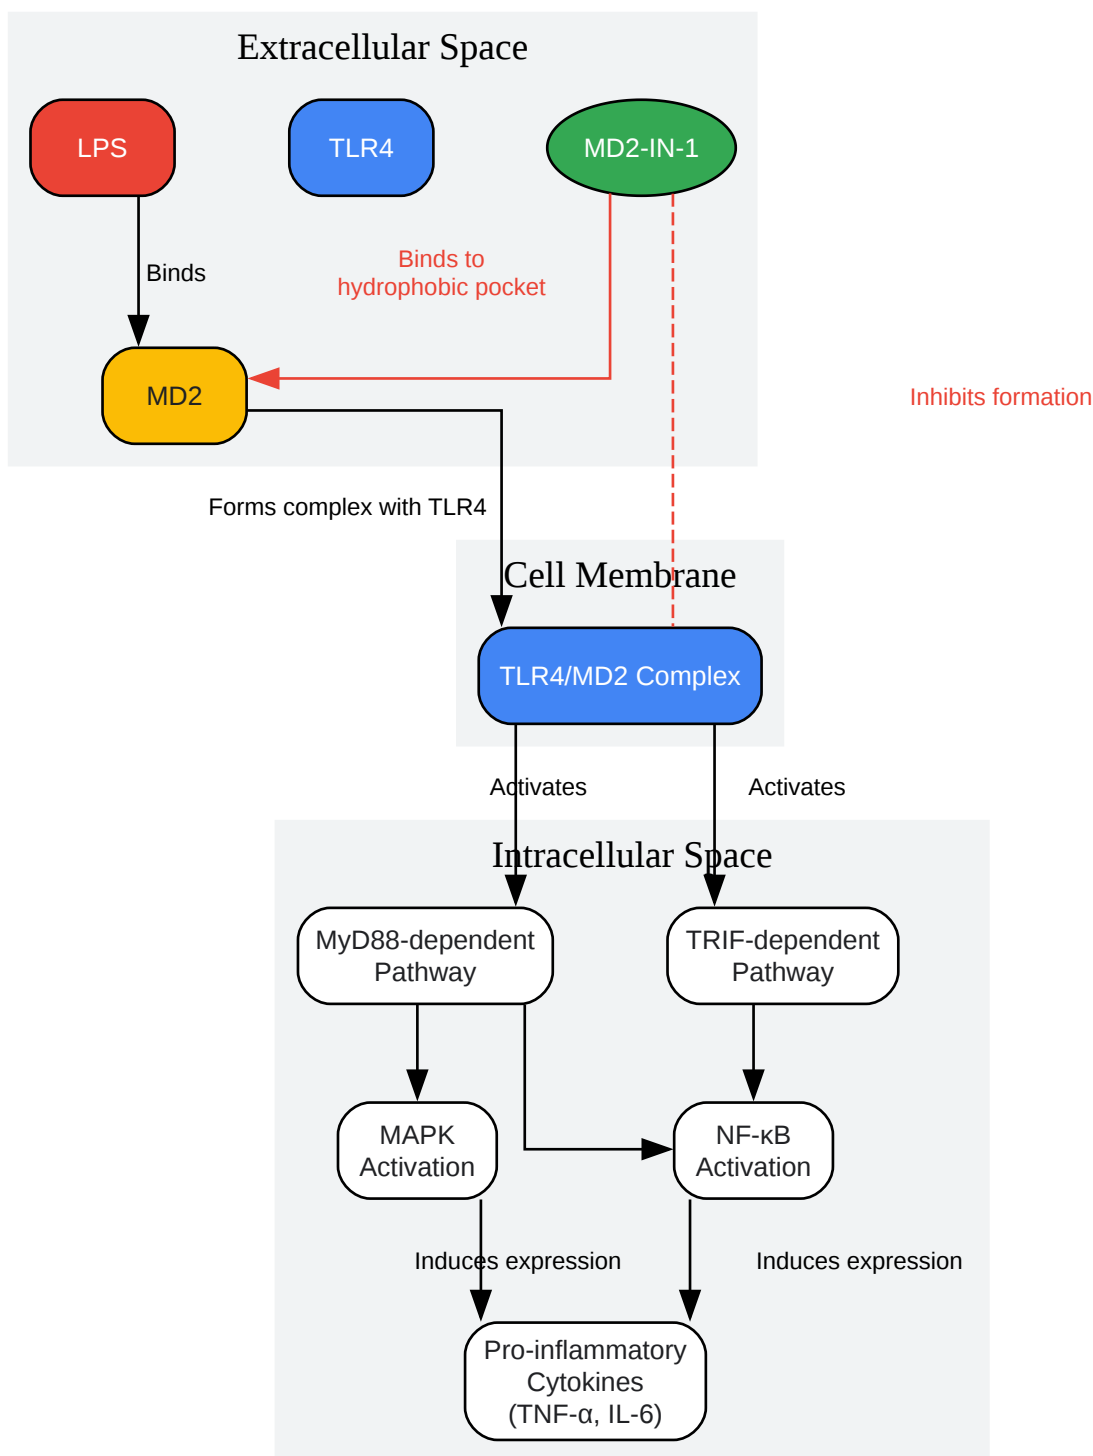 Extracellular Space
LPS
TLR4
MD2-IN-1
Binds to
hydrophobic pocket
Binds
MD2
Inhibits formation
Forms complex with TLR4
Cell Membrane
TLR4/MD2 Complex
Activates
Activates
Intracellular Space
MyD88-dependent
Pathway
TRIF-dependent
Pathway
MAPK
Activation
NF-κB
Activation
Induces expression
Induces expression
Pro-inflammatory
Cytokines
(TNF-α, IL-6)